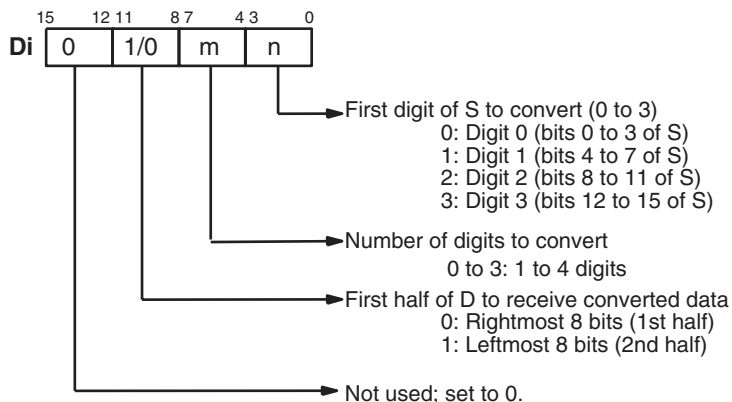 15 12 11 8 7 4 3 0
Di 0 1/0 m n
First digit of S to convert (0 to 3)
0: Digit 0 (bits 0 to 3 of S)
1: Digit 1 (bits 4 to 7 of S)
2: Digit 2 (bits 8 to 11 of S)
3: Digit 3 (bits 12 to 15 of S)
Number of digits to convert
0 to 3: 1 to 4 digits
First half of D to receive converted data
0: Rightmost 8 bits (1st half)
1: Leftmost 8 bits (2nd half)
Not used; set to 0.